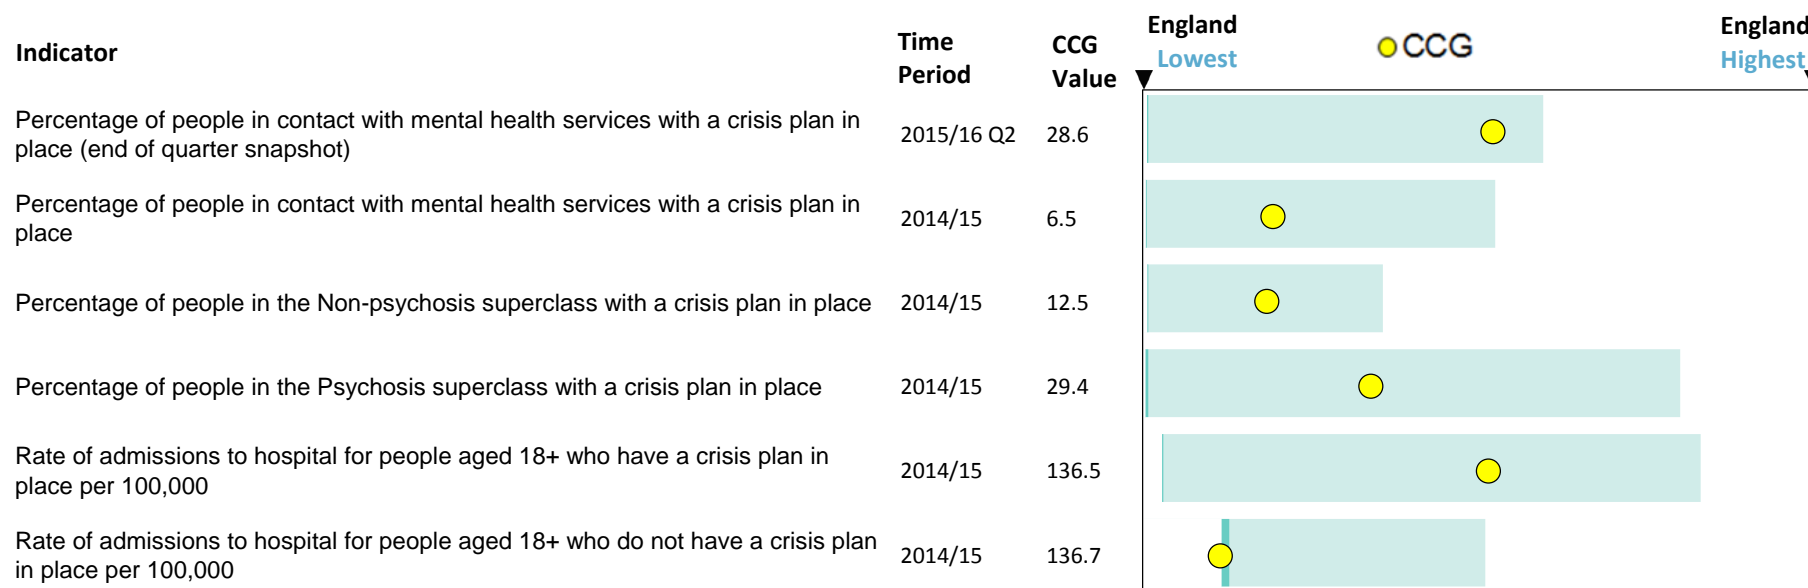 Indicator
Time Period
CCG Value
England Lowest
CCG
England Highest
Percentage of people in contact with mental health services with a crisis plan in
place (end of quarter snapshot)
2015/16 Q2
28.6
Percentage of people in contact with mental health services with a crisis plan in
place
2014/15
6.5
Percentage of people in the Non-psychosis superclass with a crisis plan in place
2014/15
12.5
Percentage of people in the Psychosis superclass with a crisis plan in place
2014/15
29.4
Rate of admissions to hospital for people aged 18+ who have a crisis plan in
place per 100,000
2014/15
136.5
Rate of admissions to hospital for people aged 18+ who do not have a crisis plan
in place per 100,000
2014/15
136.7